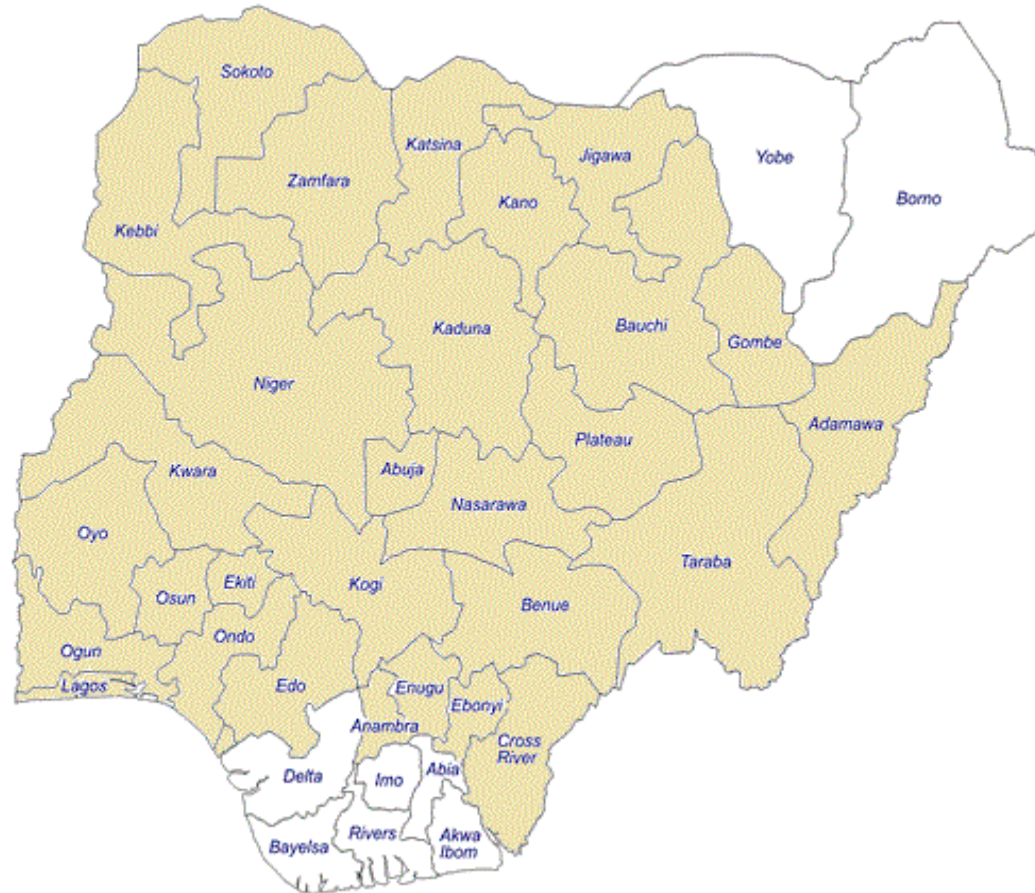 Sokoto
Katsina
Jigawa
Yobe
Zamfara
Kano
Borno
Kebbi
Kaduna
Bauchi
Gombe
Niger
Adamawa
Plateau
Kwara
Abuja
Nasarawa
Oyo
Taraba
Ekiti
Kogi
Osun
Benue
Ondo
Ogun
Lagos
Edo
Enugu
Ebonyi
Anambra
Cross
River
Delta
Imo
Abia
Rivers
Bayelsa
Akwa
Ibom